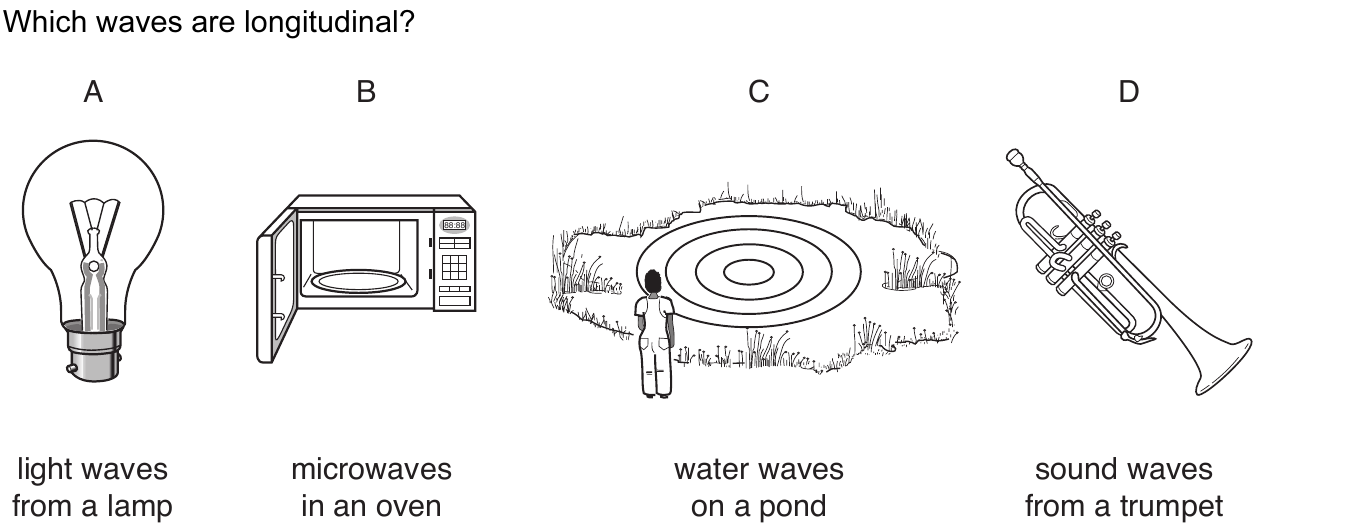 Which waves are longitudinal?
A
B
C
D
88:88
light waves
from a lamp
microwaves
in an oven
water waves
on a pond
sound waves
from a trumpet